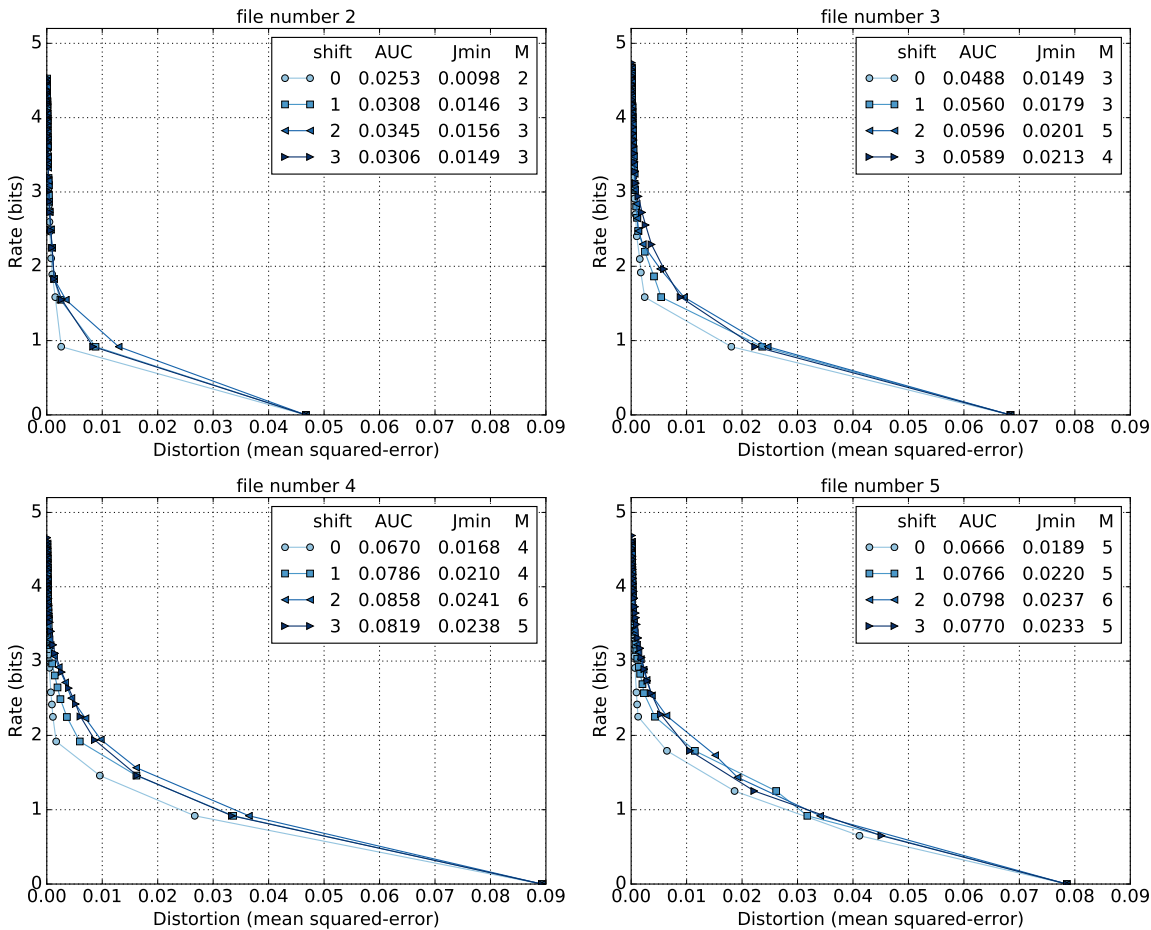 file number 2
5
4
3
2
1
0
Rate (bits)
shift AUC Jmin M
0 0.0253 0.0098 2
1 0.0308 0.0146 3
2 0.0345 0.0156 3
3 0.0306 0.0149 3
0.00 0.01 0.02 0.03 0.04 0.05 0.06 0.07 0.08 0.09
Distortion (mean squared-error)
file number 3
5
4
3
2
1
0
Rate (bits)
shift AUC Jmin M
0 0.0488 0.0149 3
1 0.0560 0.0179 3
2 0.0596 0.0201 5
3 0.0589 0.0213 4
0.00 0.01 0.02 0.03 0.04 0.05 0.06 0.07 0.08 0.09
Distortion (mean squared-error)
file number 4
5
4
3
2
1
0
Rate (bits)
shift AUC Jmin M
0 0.0670 0.0168 4
1 0.0786 0.0210 4
2 0.0858 0.0241 6
3 0.0819 0.0238 5
0.00 0.01 0.02 0.03 0.04 0.05 0.06 0.07 0.08 0.09
Distortion (mean squared-error)
file number 5
5
4
3
2
1
0
Rate (bits)
shift AUC Jmin M
0 0.0666 0.0189 5
1 0.0766 0.0220 5
2 0.0798 0.0237 6
3 0.0770 0.0233 5
0.00 0.01 0.02 0.03 0.04 0.05 0.06 0.07 0.08 0.09
Distortion (mean squared-error)